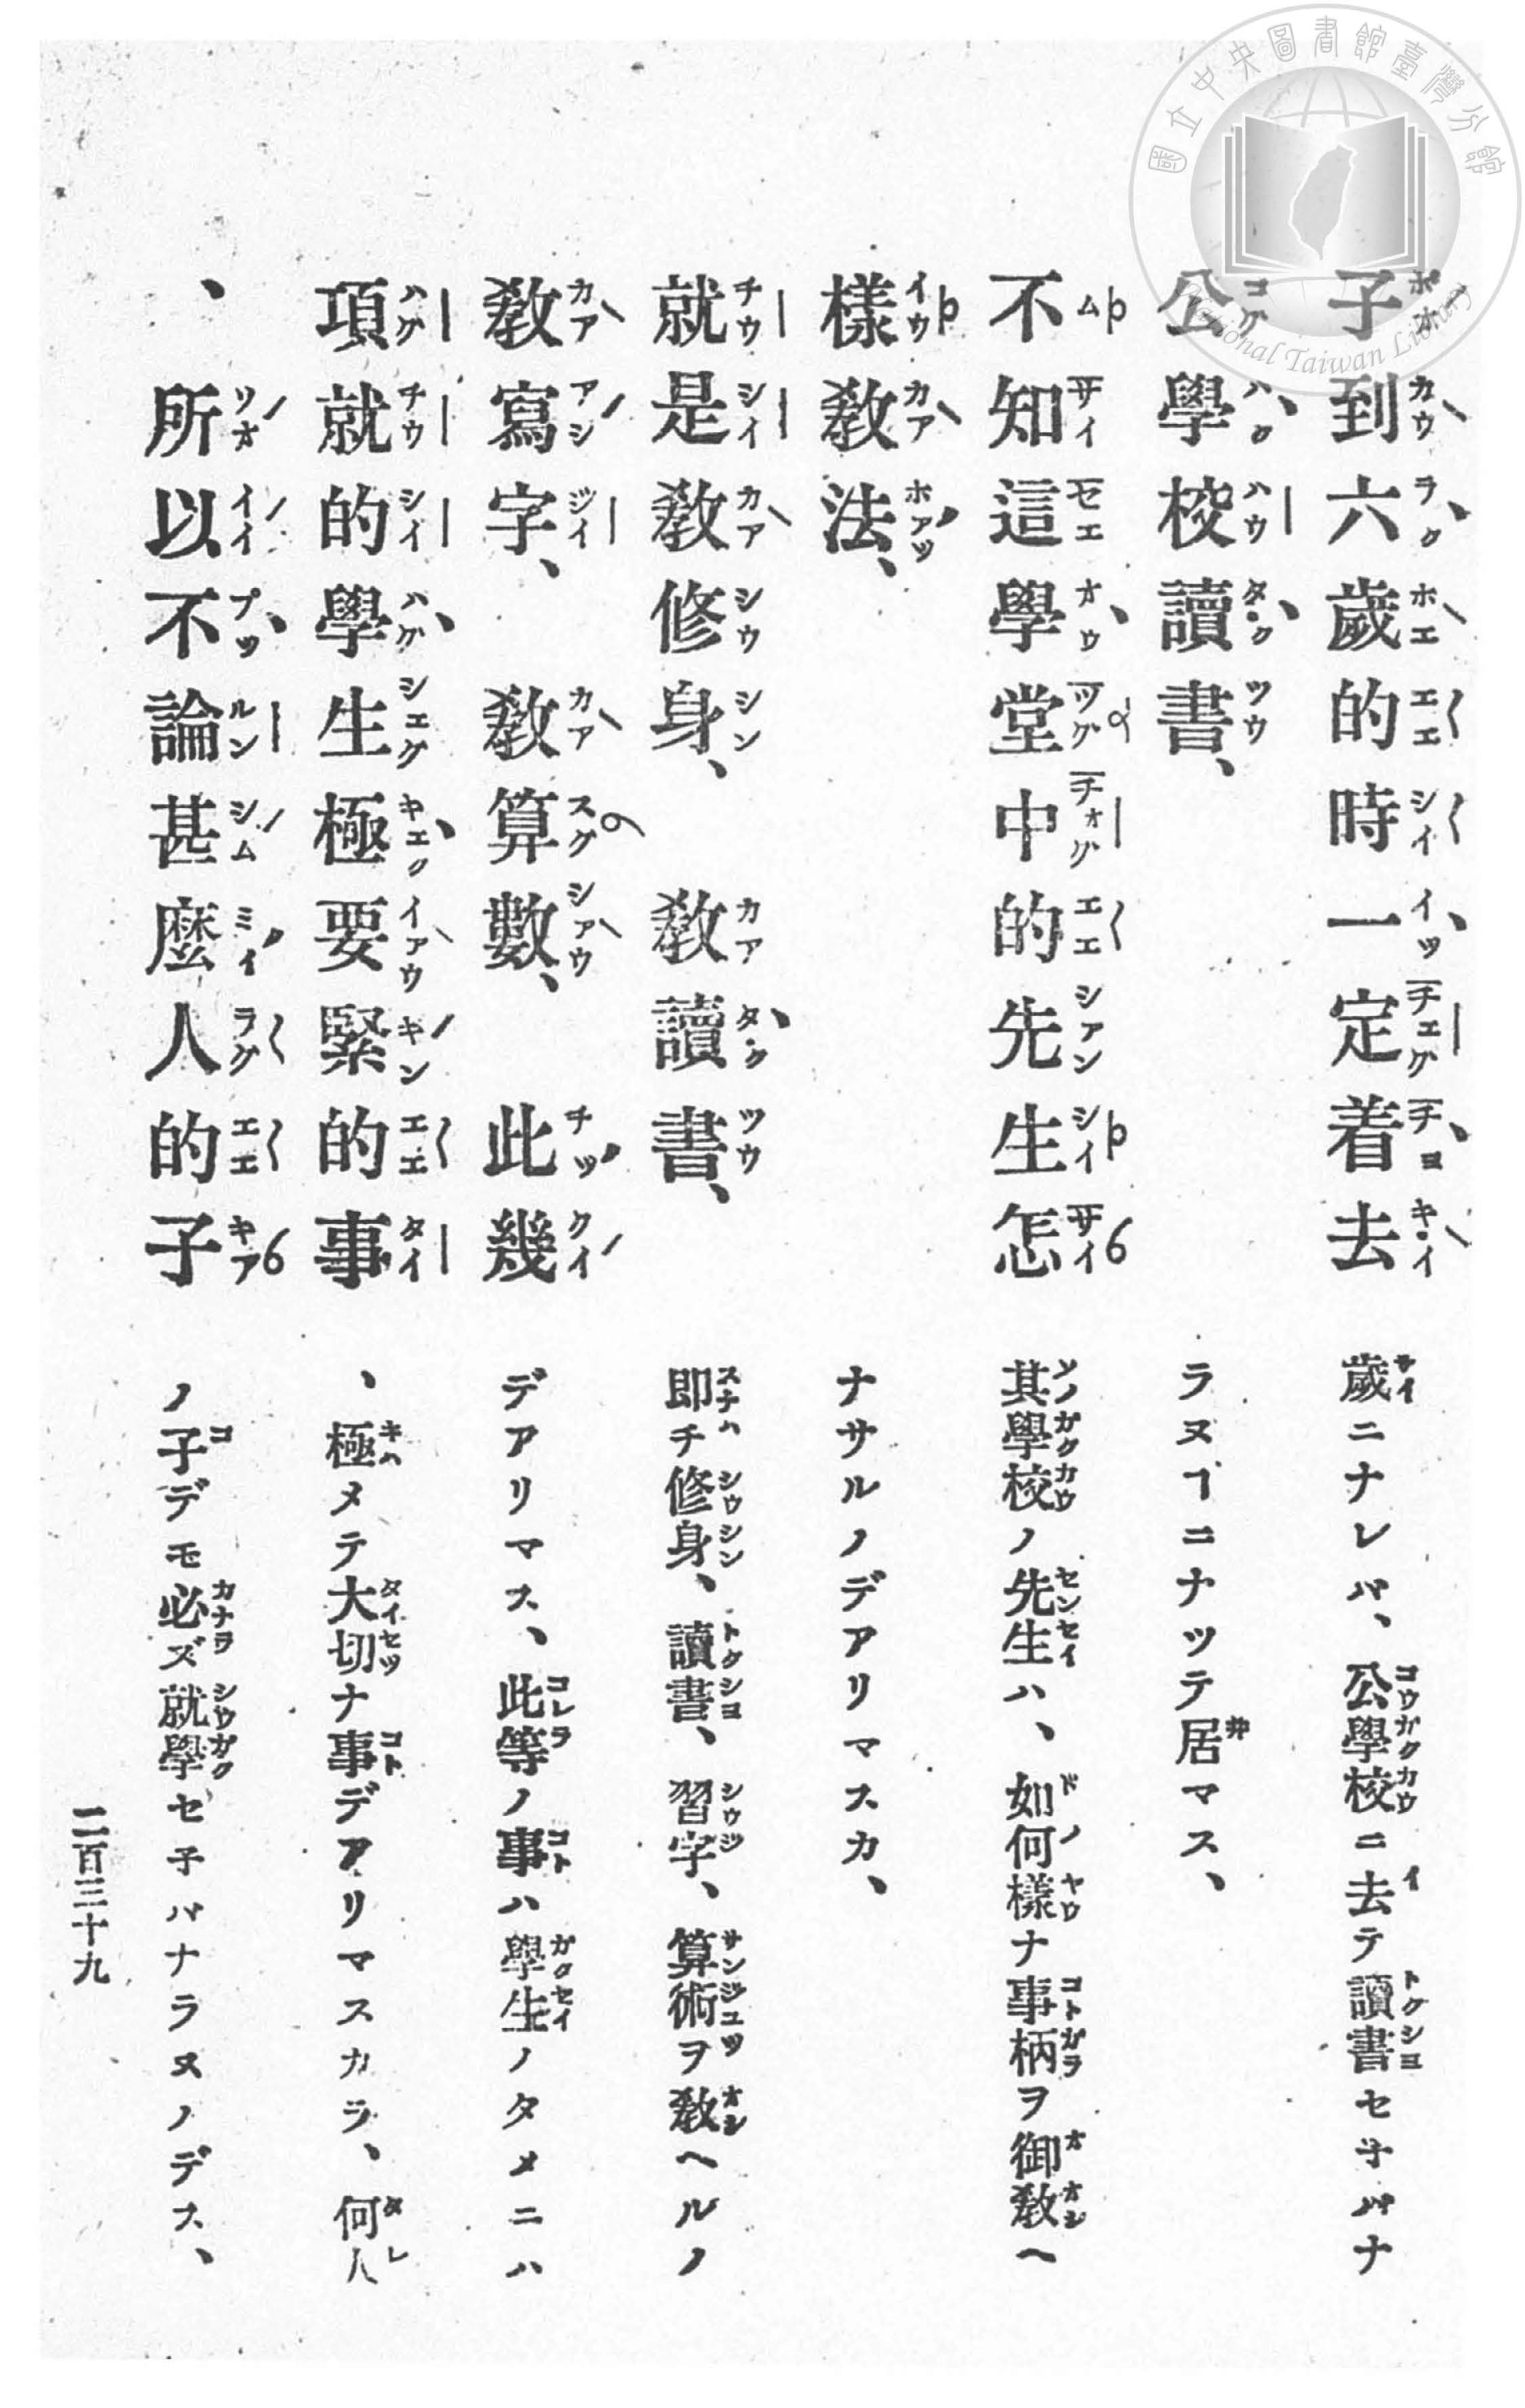 子到六歲的時一定着去
公學校讀書、
不知這學堂中的先生怎
樣教法、
就是教修身、　教讀書、
教寫字、　教算數、　此幾
項就的學生極要緊的事
、所以不論甚麽人的子
歲ニナレバ、公學校ニ去テ讀書セ子バナ
ラヌヿニナツテ居マス、
其學校ノ先生ハ、如何樣ナ事柄ヲ御教ヘ
ナサルノデアリマスカ、
即チ修身、讀書、習字、算術ヲ教ヘルノ
デアリマス、此等ノ事ハ學生ノタメニハ
、極メテ大切ナ事デアリマスカラ、何人
ノ子デモ必ズ就學セ子バナラヌノデス、
二百三十九
國立中央圖書館臺灣分館
National Taiwan Library